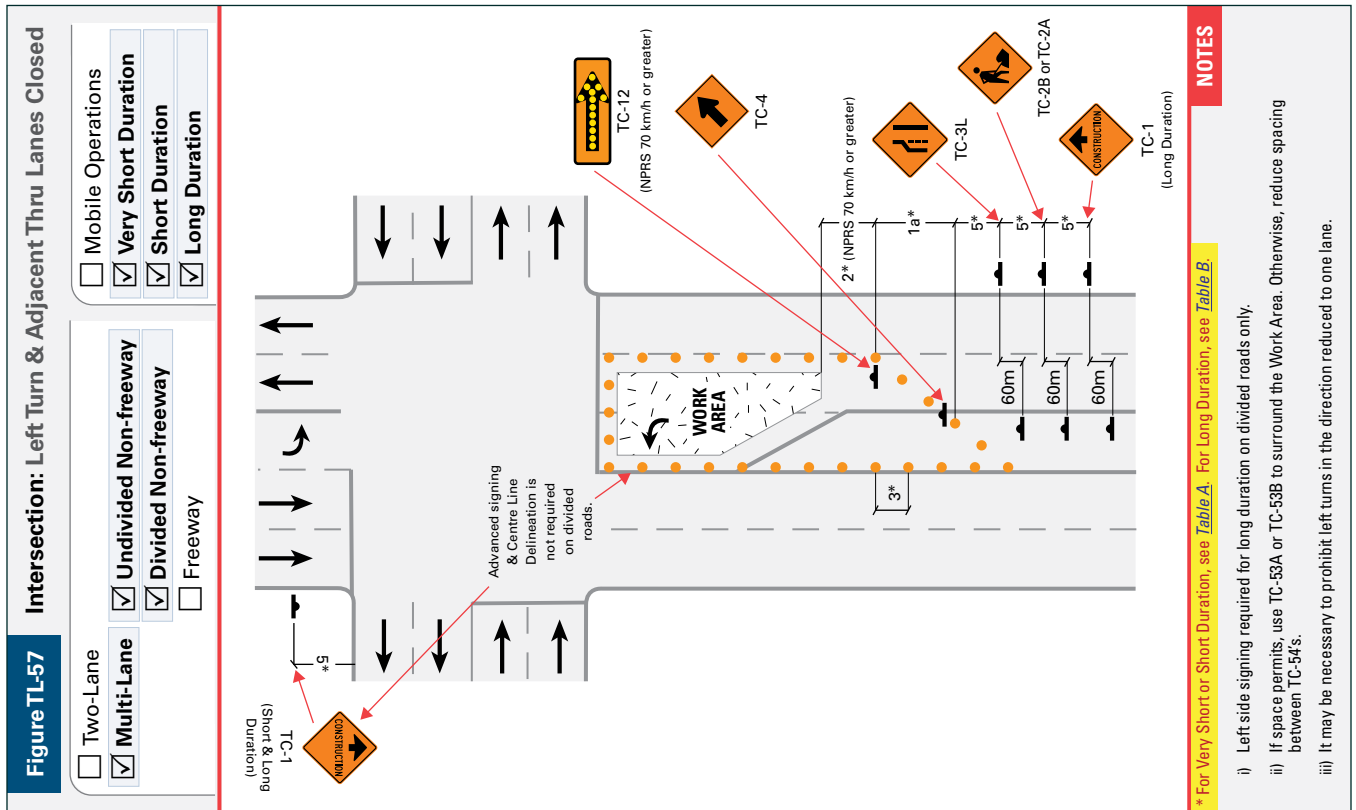 Figure TL-57
Intersection: Left Turn & Adjacent Thru Lanes Closed
Two-Lane
Multi-Lane
Undivided Non-freeway
Divided Non-freeway
Freeway
Mobile Operations
Very Short Duration
Short Duration
Long Duration
TC-1
(Short & Long
Duration)
CONSTRUCTION
5*
Advanced signing
& Centre Line
Delineation is
not required
on divided
roads.
WORK
AREA
3*
TC-12
(NPRS 70 km/h or greater)
TC-4
2* (NPRS 70 km/h or greater)
1a*
5*
5*
5*
60m
60m
60m
TC-3L
TC-2B or TC-2A
CONSTRUCTION
TC-1
(Long Duration)
NOTES
* For Very Short or Short Duration, see Table A. For Long Duration, see Table B.
i) Left side signing required for long duration on divided roads only.
ii) If space permits, use TC-53A or TC-53B to surround the Work Area. Otherwise, reduce spacing
between TC-54's.
iii) It may be necessary to prohibit left turns in the direction reduced to one lane.